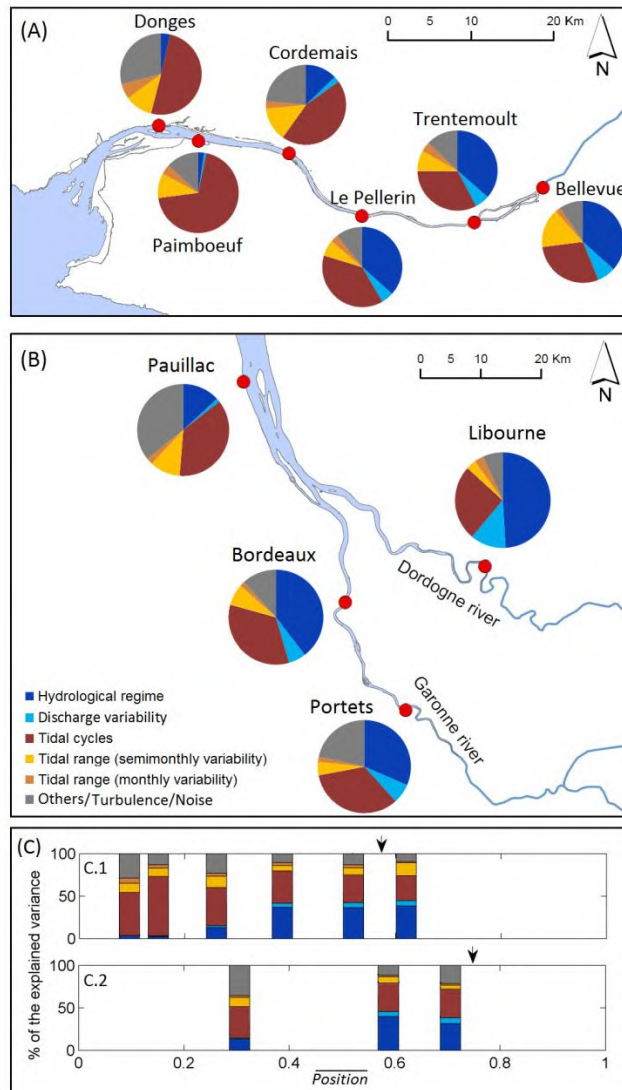 (A)
0 5 10 20 Km
N
Donges
Cordemais
Trentemoult
Le Pellerin
Bellevue
Paimboeuf
(B)
0 5 10 20 Km
N
Pauillac
Libourne
Bordeaux
Dordogne river
Portets
Garonne river
Hydrological regime
Discharge variability
Tidal cycles
Tidal range (semimonthly variability)
Tidal range (monthly variability)
Others/Turbulence/Noise
(C)
% of the explained variance
100
C.1
50
0
100
C.2
50
0
0 0.2 0.4 0.6 0.8 1
Position